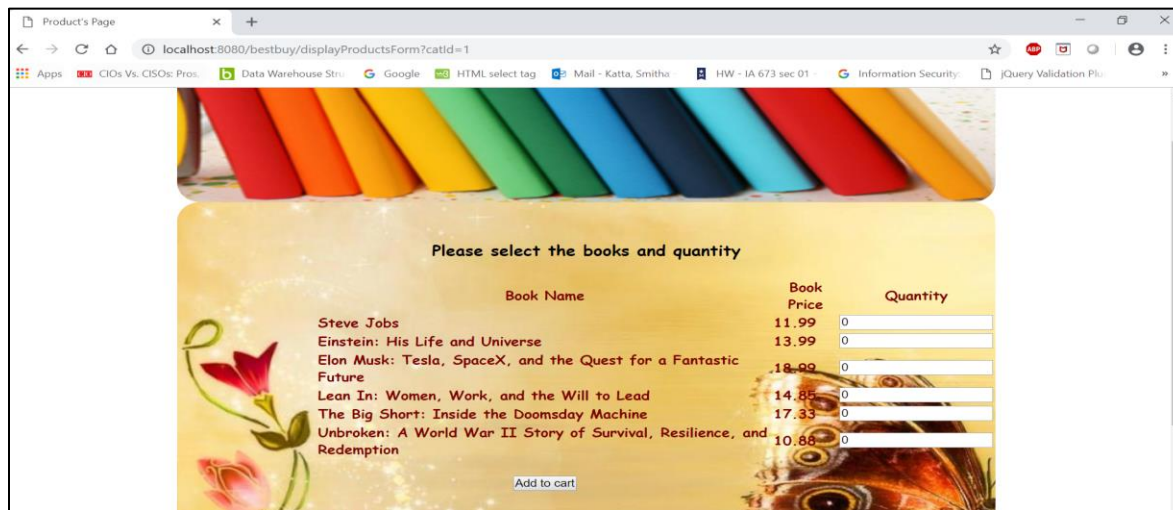 Product's Page
localhost:8080/bestbuy/displayProductsForm?catId=1
ABP
Apps CIOs Vs. CISOs: Pros, Data Warehouse Stru Google HTML select tag Mail - Katta, Smitha - HW - IA 673 sec 01 - Information Security: jQuery Validation Plu
Please select the books and quantity
Book Name Book Price Quantity
Steve Jobs 11.99 0
Einstein: His Life and Universe 13.99 0
Elon Musk: Tesla, SpaceX, and the Quest for a Fantastic
Future 18.99 0
Lean In: Women, Work, and the Will to Lead 14.85 0
The Big Short: Inside the Doomsday Machine 17.33 0
Unbroken: A World War II Story of Survival, Resilience, and
Redemption 10.88 0
Add to cart